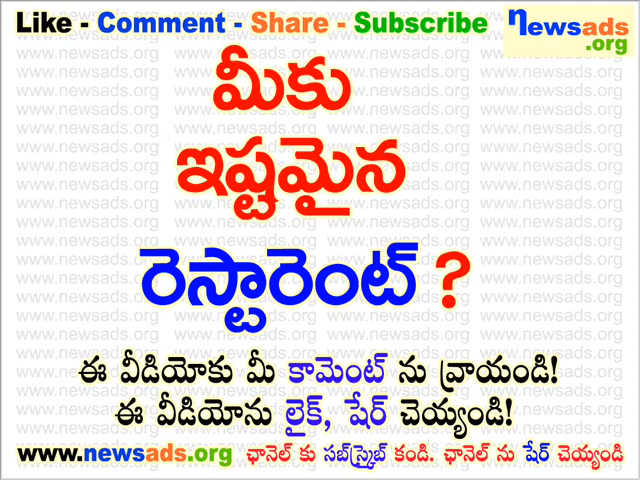 Like - Comment - Share - Subscribe
newsads
.org
మీకు
ఇష్టమైన
రెస్టారెంట్ ?
ఈ వీడియోకు మీ కామెంట్ ను వ్రాయండి!
ఈ వీడియోను లైక్, షేర్ చెయ్యండి!
www.newsads.org ఛానెల్ కు సబ్‌స్క్రైబ్ కండి. ఛానెల్ ను షేర్ చెయ్యండి